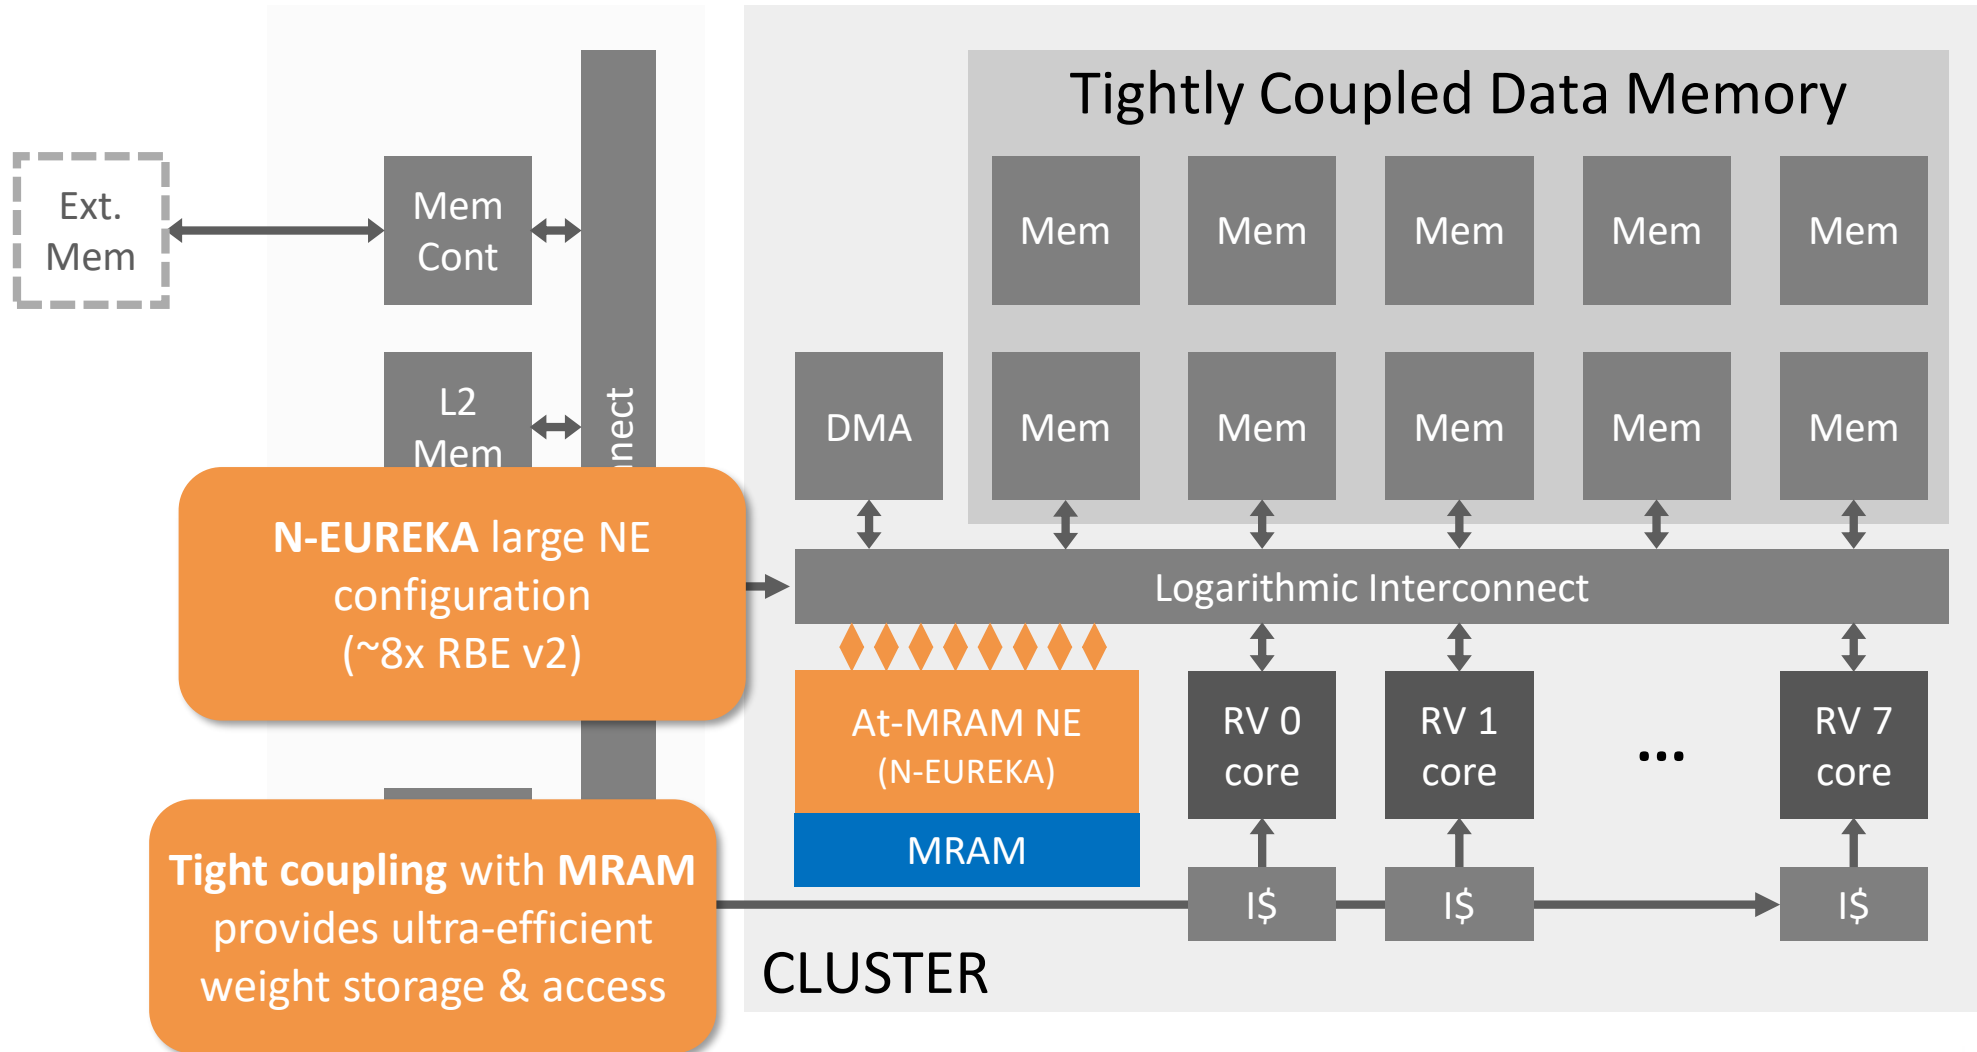 Tightly Coupled Data Memory
Ext.
Mem
Mem
Cont
Mem
Mem
Mem
Mem
Mem
L2
Mem
DMA
Mem
Mem
Mem
Mem
Mem
N-EUREKA large NE
configuration
(~8x RBE v2)
Logarithmic Interconnect
At-MRAM NE
(N-EUREKA)
MRAM
RV 0
core
RV 1
core
...
RV 7
core
Tight coupling with MRAM
provides ultra-efficient
weight storage & access
I$
I$
I$
CLUSTER